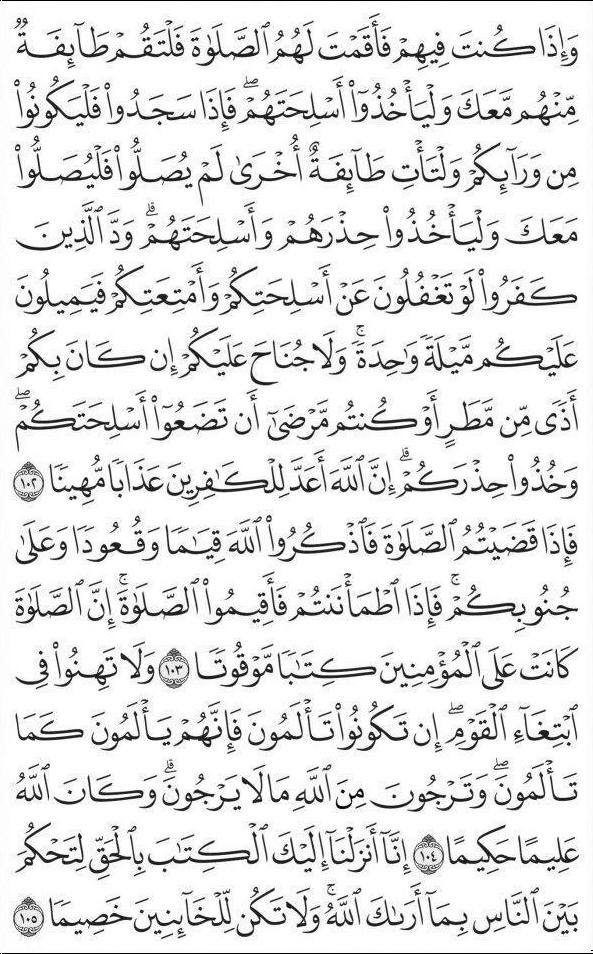 وَإِذَا كُنتَ فِيهِمْ فَأَقَمْتَ لَهُمُ ٱلصَّلَوٰةَ فَلْتَقُمْ طَآئِفَةٌ
مِّنْهُم مَّعَكَ وَلْيَأْخُذُوٓا۟ أَسْلِحَتَهُمْۖ فَإِذَا سَجَدُوا۟ فَلْيَكُونُوا۟
مِن وَرَآئِكُمْ وَلْتَأْتِ طَآئِفَةٌ أُخْرَىٰ لَمْ يُصَلُّوا۟ فَلْيُصَلُّوا۟
مَعَكَ وَلْيَأْخُذُوا۟ حِذْرَهُمْ وَأَسْلِحَتَهُمْۗ وَدَّ ٱلَّذِينَ
كَفَرُوا۟ لَوْ تَغْفُلُونَ عَنْ أَسْلِحَتِكُمْ وَأَمْتِعَتِكُمْ فَيَمِيلُونَ
عَلَيْكُم مَّيْلَةً وَٰحِدَةًۚ وَلَا جُنَاحَ عَلَيْكُمْ إِن كَانَ بِكُمْ
أَذًى مِّن مَّطَرٍ أَوْ كُنتُم مَّرْضَىٰٓ أَن تَضَعُوٓا۟ أَسْلِحَتَكُمْۖ
وَخُذُوا۟ حِذْرَكُمْۗ إِنَّ ٱللَّهَ أَعَدَّ لِلْكَٰفِرِينَ عَذَابًا مُّهِينًا ١٠٢
فَإِذَا قَضَيْتُمُ ٱلصَّلَوٰةَ فَٱذْكُرُوا۟ ٱللَّهَ قِيَٰمًا وَقُعُودًا وَعَلَىٰ
جُنُوبِكُمْۚ فَإِذَا ٱطْمَأْنَنتُمْ فَأَقِيمُوا۟ ٱلصَّلَوٰةَۚ إِنَّ ٱلصَّلَوٰةَ
كَانَتْ عَلَى ٱلْمُؤْمِنِينَ كِتَٰبًا مَّوْقُوتًا ١٠٣ وَلَا تَهِنُوا۟ فِى
ٱبْتِغَآءِ ٱلْقَوْمِۖ إِن تَكُونُوا۟ تَأْلَمُونَ فَإِنَّهُمْ يَأْلَمُونَ كَمَا
تَأْلَمُونَۖ وَتَرْجُونَ مِنَ ٱللَّهِ مَا لَا يَرْجُونَۗ وَكَانَ ٱللَّهُ
عَلِيمًا حَكِيمًا ١٠٤ إِنَّآ أَنزَلْنَآ إِلَيْكَ ٱلْكِتَٰبَ بِٱلْحَقِّ لِتَحْكُمَ
بَيْنَ ٱلنَّاسِ بِمَآ أَرَىٰكَ ٱللَّهُۚ وَلَا تَكُن لِّلْخَآئِنِينَ خَصِيمًا ١٠٥